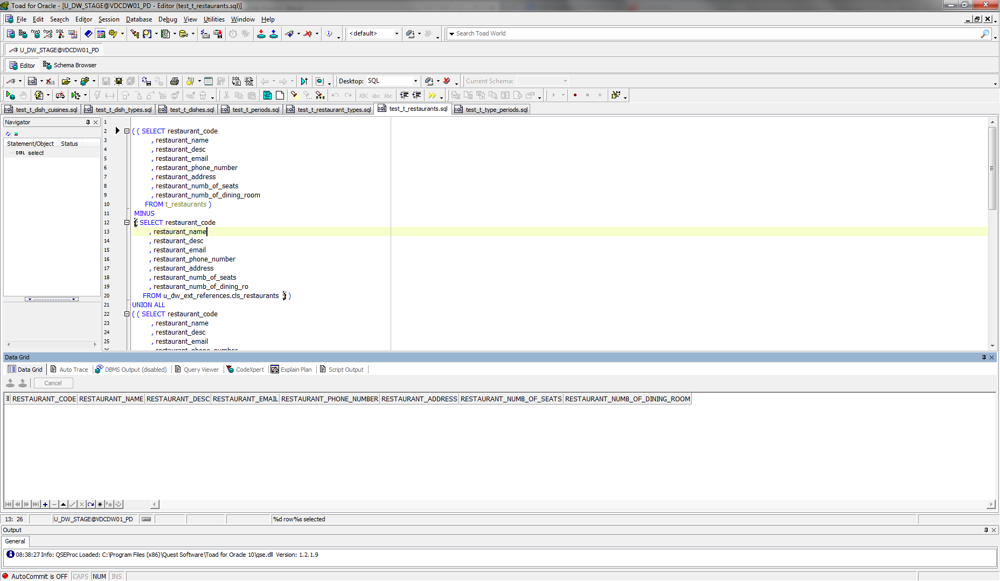 Toad for Oracle - [U_DW_STAGE@VDCDW01_PD - Editor (test_t_restaurants.sql)]
File Edit Search Editor Session Database Debug View Utilities Window Help
<default> Search Toad World
U_DW_STAGE@VDCDW01_PD
Editor Schema Browser
Desktop: SQL Current Schema:
test_t_dish_cuisines.sql test_t_dish_types.sql test_t_dishes.sql test_t_periods.sql test_t_restaurant_types.sql test_t_restaurants.sql test_t_type_periods.sql
Navigator
Statement/Object Status
DML select
1
2 ( ( SELECT restaurant_code
3 , restaurant_name
4 , restaurant_desc
5 , restaurant_email
6 , restaurant_phone_number
7 , restaurant_address
8 , restaurant_numb_of_seats
9 , restaurant_numb_of_dining_room
10 FROM t_restaurants )
11 MINUS
12 ( SELECT restaurant_code
13 , restaurant_name
14 , restaurant_desc
15 , restaurant_email
16 , restaurant_phone_number
17 , restaurant_address
18 , restaurant_numb_of_seats
19 , restaurant_numb_of_dining_ro
20 FROM u_dw_ext_references.cls_restaurants ) )
21 UNION ALL
22 ( ( SELECT restaurant_code
23 , restaurant_name
24 , restaurant_desc
25 , restaurant_email
26 , restaurant_phone_number
Data Grid
Data Grid Auto Trace DBMS Output (disabled) Query Viewer CodeXpert Explain Plan Script Output
Cancel
RESTAURANT_CODE RESTAURANT_NAME RESTAURANT_DESC RESTAURANT_EMAIL RESTAURANT_PHONE_NUMBER RESTAURANT_ADDRESS RESTAURANT_NUMB_OF_SEATS RESTAURANT_NUMB_OF_DINING_ROOM
13: 26 U_DW_STAGE@VDCDW01_PD %d row%s selected
Output
General
08:38:27 Info: QSEProc Loaded: C:\Program Files (x86)\Quest Software\Toad for Oracle 10\qse.dll Version: 1.2.1.9
AutoCommit is OFF CAPS NUM INS